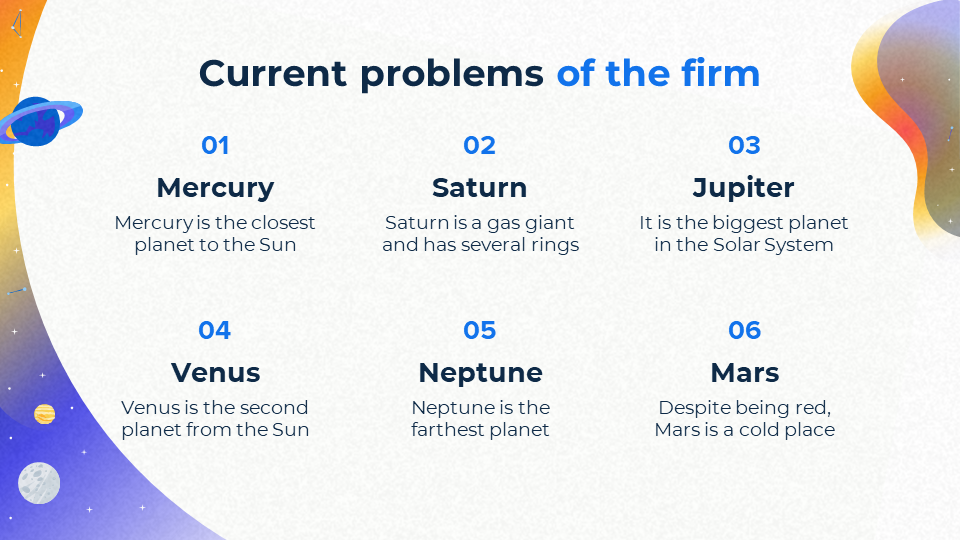 Current problems of the firm
01
Mercury
Mercury is the closest
planet to the Sun
02
Saturn
Saturn is a gas giant
and has several rings
03
Jupiter
It is the biggest planet
in the Solar System
04
Venus
Venus is the second
planet from the Sun
05
Neptune
Neptune is the
farthest planet
06
Mars
Despite being red,
Mars is a cold place